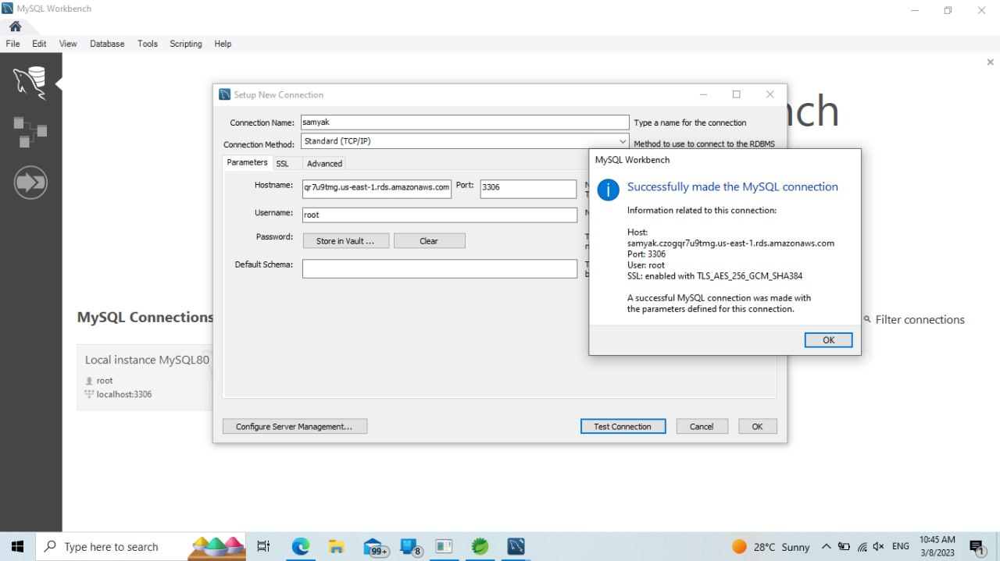 MySQL Workbench
File Edit View Database Tools Scripting Help
nch
Setup New Connection
Connection Name: samyak Type a name for the connection
Connection Method: Standard (TCP/IP) Method to use to connect to the RDBMS
Parameters SSL Advanced
Hostname: qr7u9tmg.us-east-1.rds.amazonaws.com Port: 3306
Username: root
Password: Store in Vault ... Clear
Default Schema:
Configure Server Management... Test Connection Cancel OK
MySQL Workbench
Successfully made the MySQL connection
Information related to this connection:
Host:
samyak.czogqr7u9tmg.us-east-1.rds.amazonaws.com
Port: 3306
User: root
SSL: enabled with TLS_AES_256_GCM_SHA384
A successful MySQL connection was made with
the parameters defined for this connection.
OK
MySQL Connections
Filter connections
Local instance MySQL80
root
localhost:3306
Type here to search
99+
8
28°C Sunny
ENG
10:45 AM
3/8/2023
1